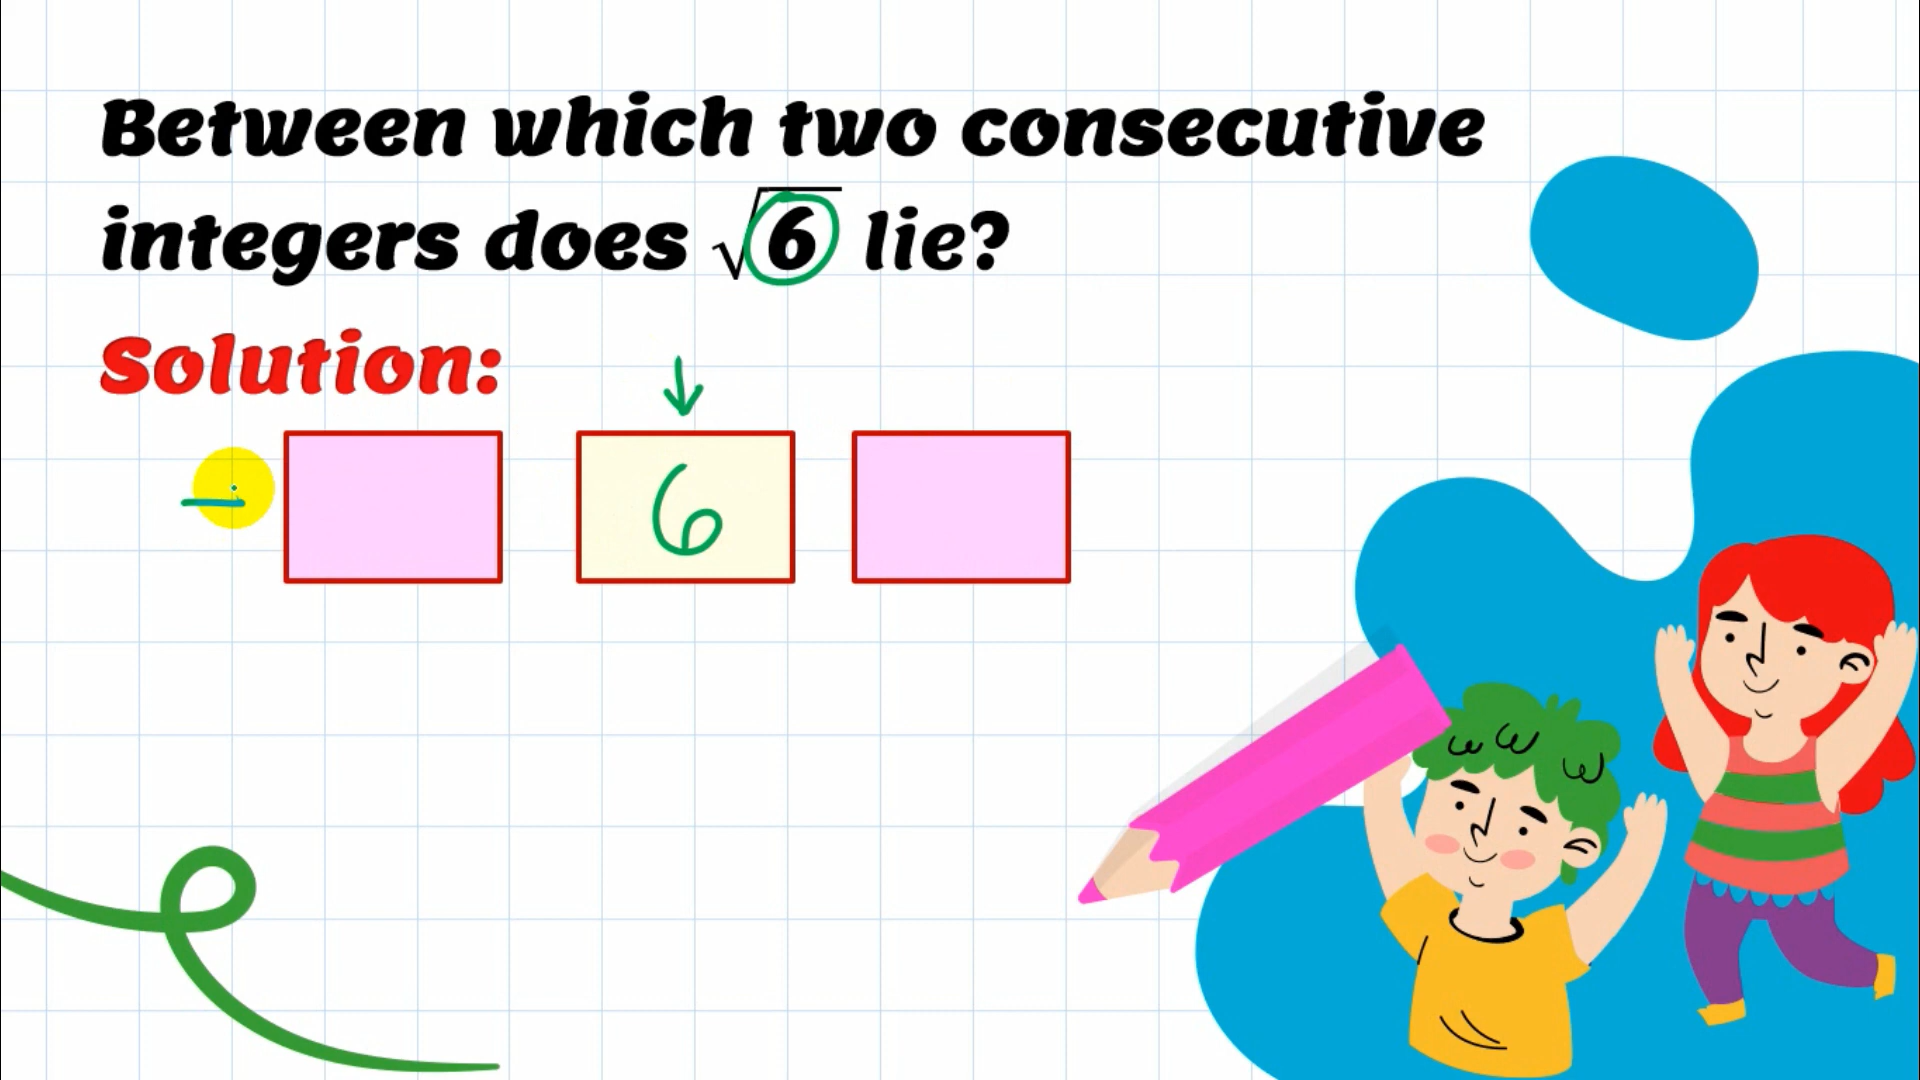 Between which two consecutive
integers does √6 lie?
Solution:
6